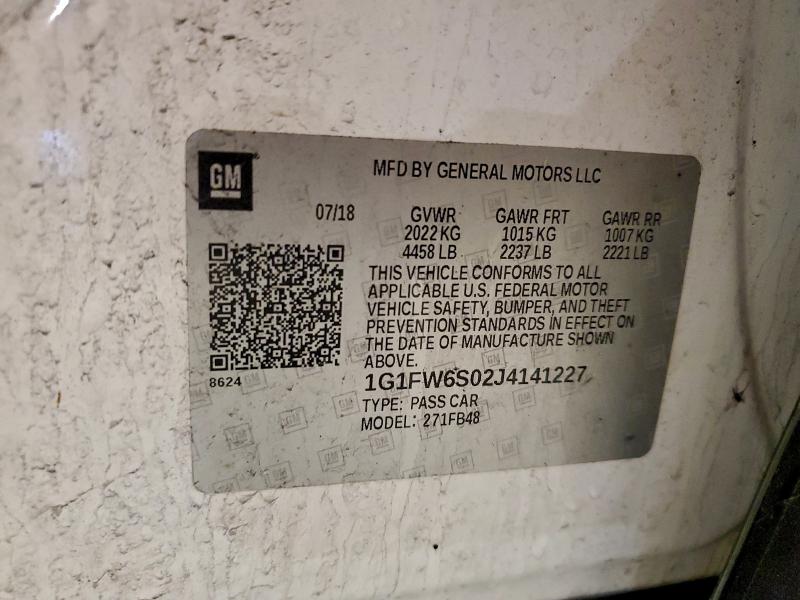 GM
MFD BY GENERAL MOTORS LLC
07/18
GVWR GAWR FRT GAWR RR
2022 KG 1015 KG 1007 KG
4458 LB 2237 LB 2221 LB
THIS VEHICLE CONFORMS TO ALL
APPLICABLE U.S. FEDERAL MOTOR
VEHICLE SAFETY, BUMPER, AND THEFT
PREVENTION STANDARDS IN EFFECT ON
THE DATE OF MANUFACTURE SHOWN
ABOVE.
8624
1G1FW6S02J4141227
TYPE: PASS CAR
MODEL: 271FB48